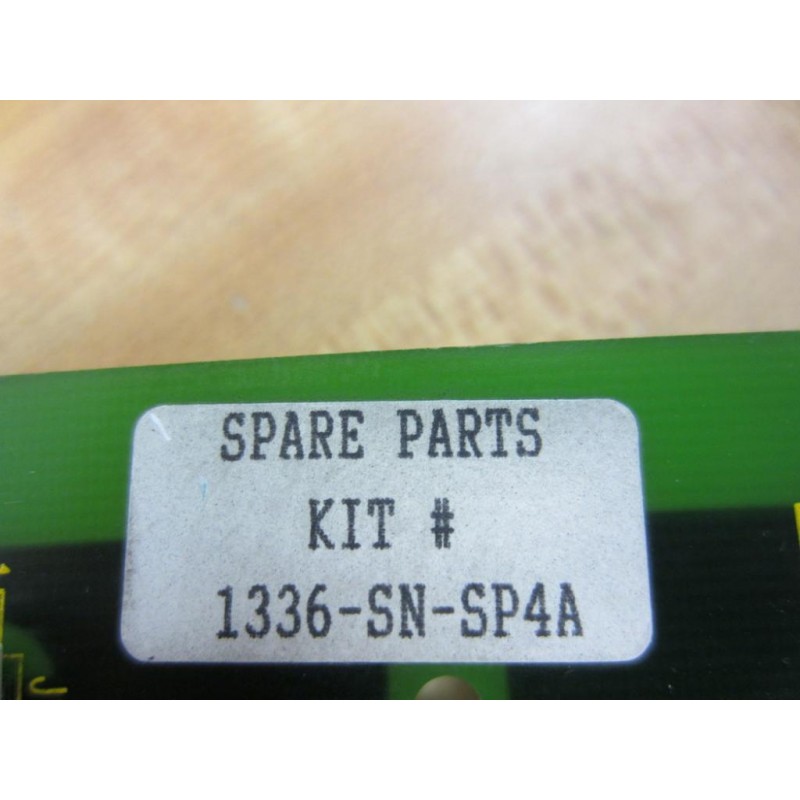 SPARE PARTS
KIT #
1336-SN-SP4A